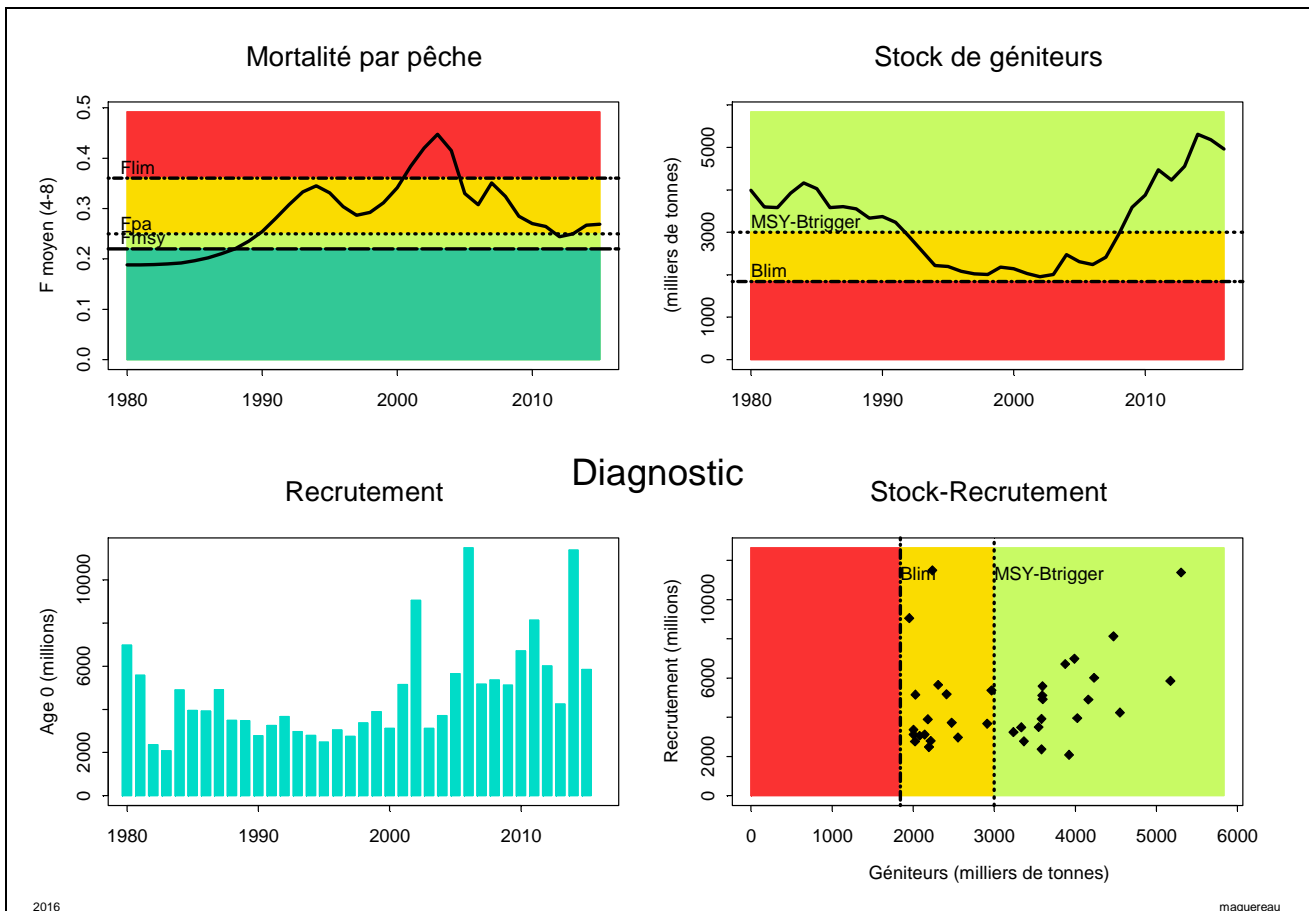 Mortalité par pêche
F moyen (4-8)
0.5
0.4
0.3
0.2
0.1
0.0
Flim
Fpa
Fmsy
1980
1990
2000
2010
Stock de géniteurs
(milliers de tonnes)
5000
3000
1000
0
MSY-Btrigger
Blim
1980
1990
2000
2010
Diagnostic
Recrutement
Age 0 (millions)
10000
6000
2000
0
1980
1990
2000
2010
Stock-Recrutement
Recrutement (millions)
10000
6000
2000
0
Blim
MSY-Btrigger
0
1000
2000
3000
4000
5000
6000
Géniteurs (milliers de tonnes)
2016
maquereau